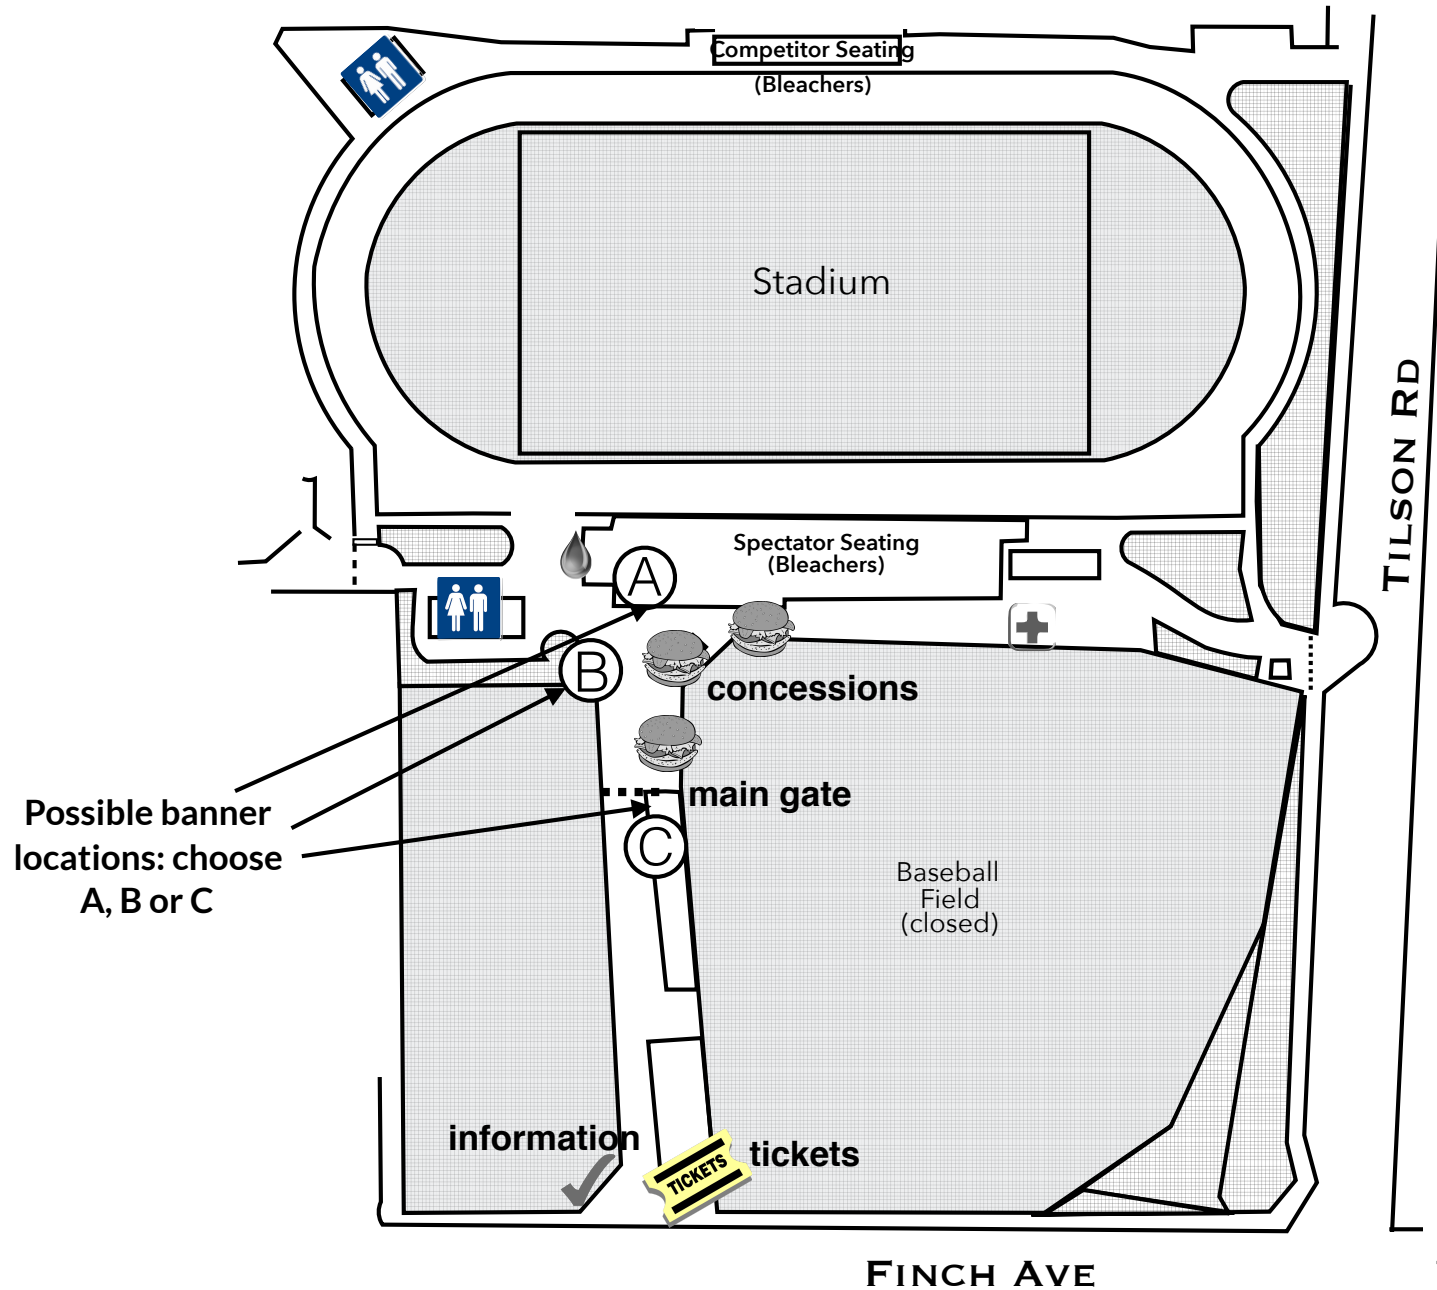 Competitor Seating
(Bleachers)
Stadium
TILSON RD
Spectator Seating
(Bleachers)
A
B
concessions
main gate
Possible banner
locations: choose
A, B or C
C
Baseball
Field
(closed)
information
tickets
TICKETS
FINCH AVE